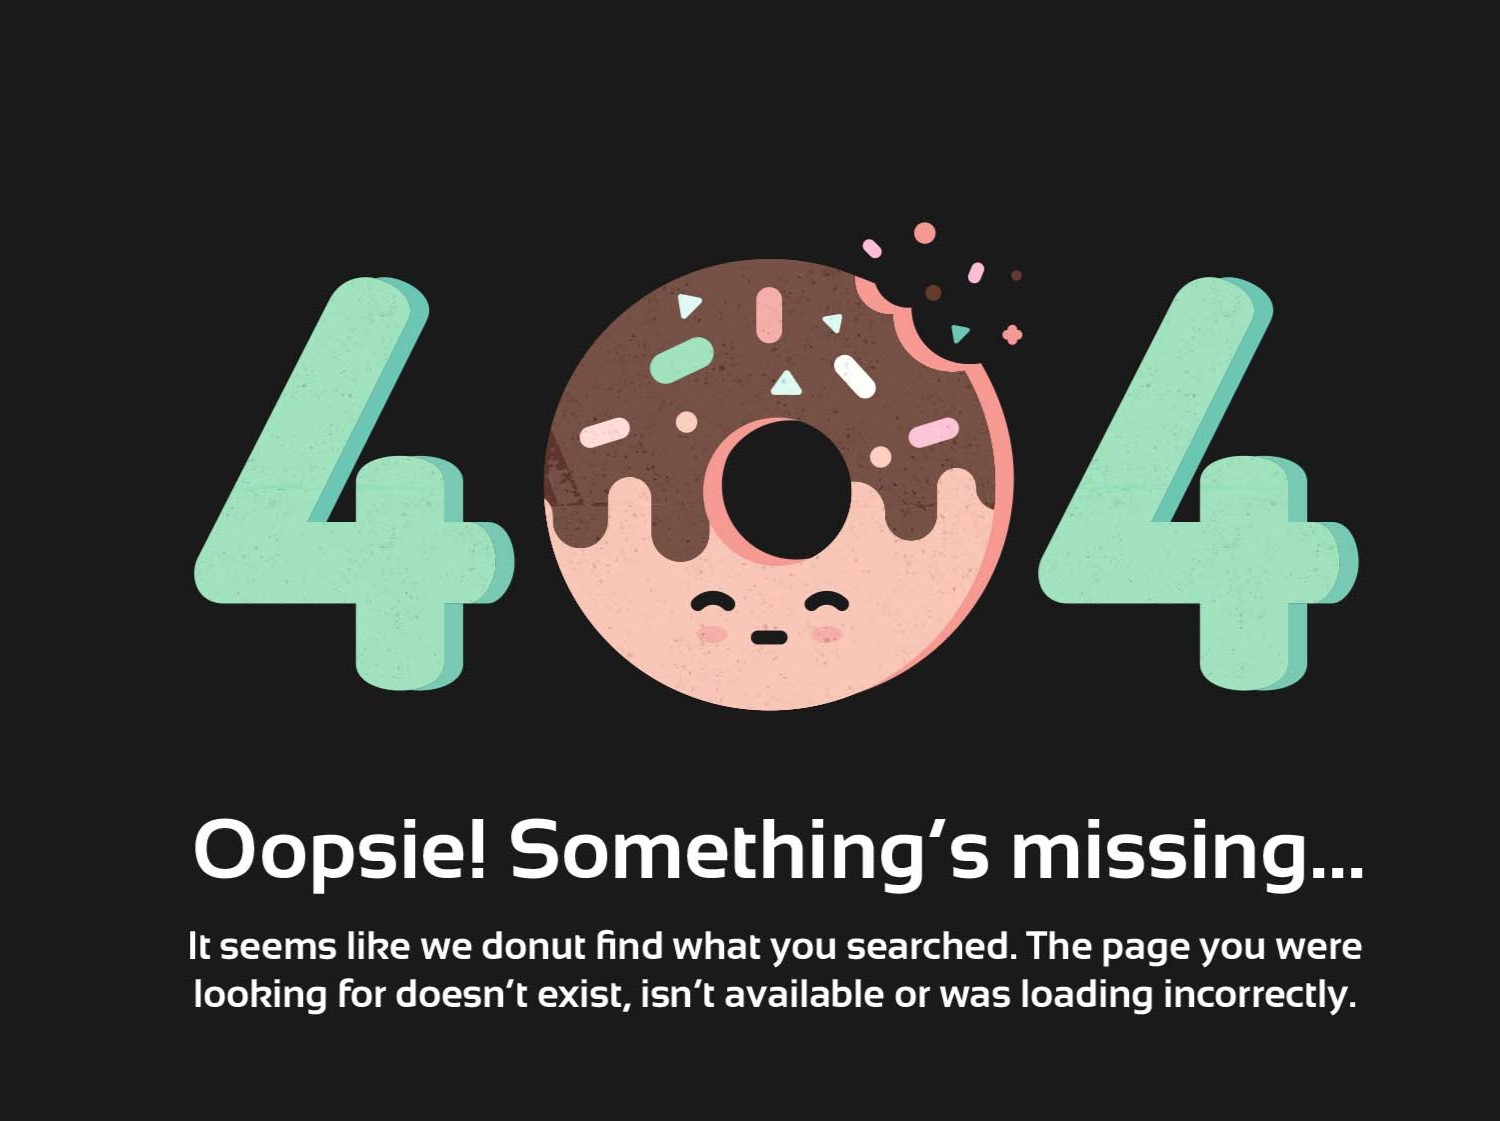 404
Oopsie! Something‘s missing...
It seems like we donut find what you searched. The page you were
looking for doesn‘t exist, isn‘t available or was loading incorrectly.